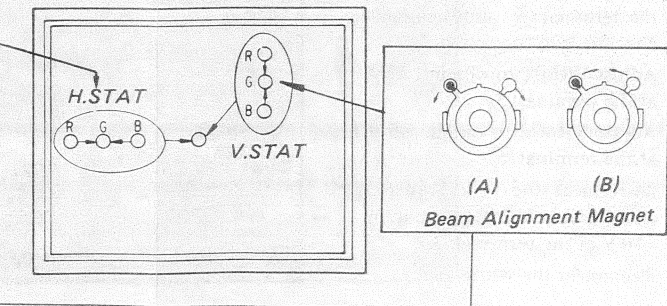 H.STAT
R G B
R
G
B
V.STAT
(A) (B)
Beam Alignment Magnet